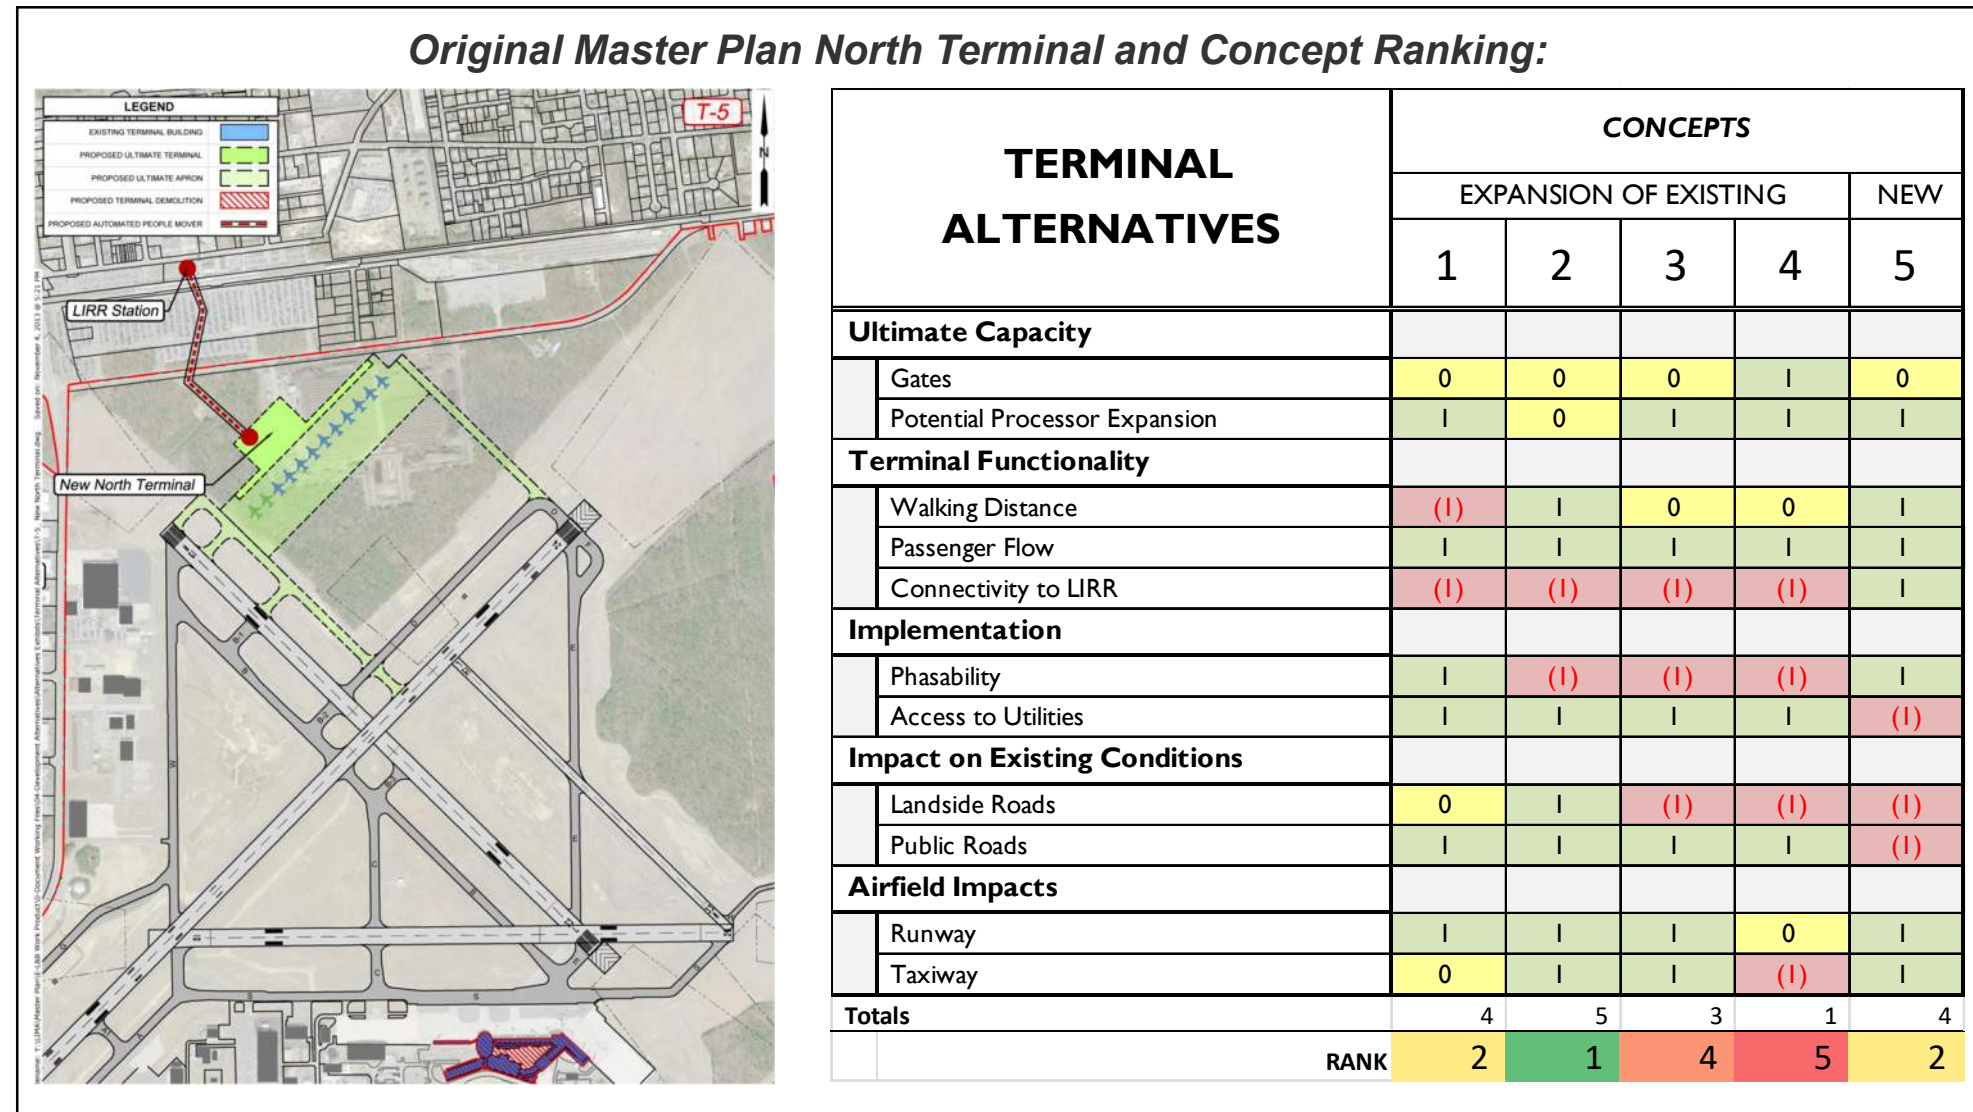 Original Master Plan North Terminal and Concept Ranking:
LEGEND
EXISTING TERMINAL BUILDING
PROPOSED ULTIMATE TERMINAL
PROPOSED ULTIMATE APRON
PROPOSED TERMINAL DEMOLITION
PROPOSED AUTOMATED PEOPLE MOVER
T-5
N
LIRR Station
New North Terminal
TERMINAL ALTERNATIVES
CONCEPTS
EXPANSION OF EXISTING NEW
1 2 3 4 5
Ultimate Capacity
Gates 0 0 0 1 0
Potential Processor Expansion 1 0 1 1 1
Terminal Functionality
Walking Distance (1) 1 0 0 1
Passenger Flow 1 1 1 1 1
Connectivity to LIRR (1) (1) (1) (1) 1
Implementation
Phasability 1 (1) (1) (1) 1
Access to Utilities 1 1 1 1 (1)
Impact on Existing Conditions
Landside Roads 0 1 (1) (1) (1)
Public Roads 1 1 1 1 (1)
Airfield Impacts
Runway 1 1 1 0 1
Taxiway 0 1 1 (1) 1
Totals 4 5 3 1 4
RANK 2 1 4 5 2